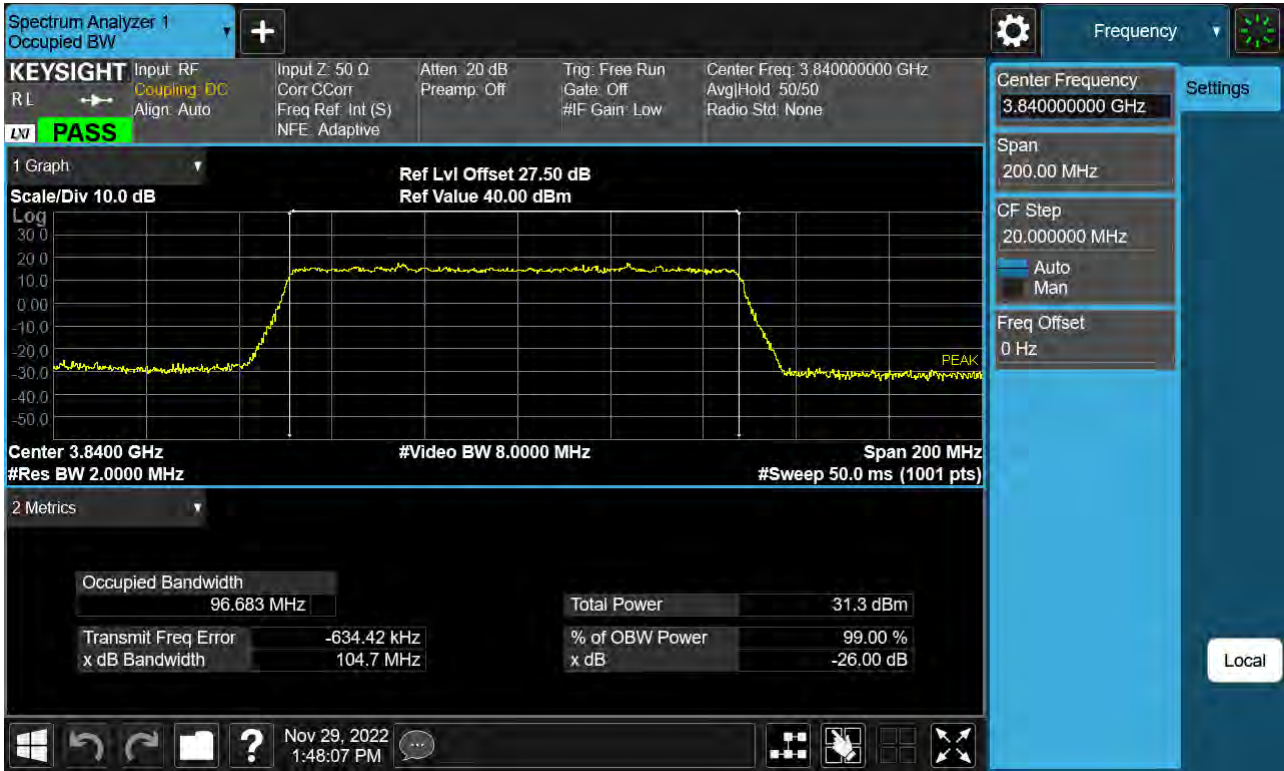 Spectrum Analyzer 1
Occupied BW
+
Frequency
KEYSIGHT
RL
LXI
PASS
Input: RF
Coupling: DC
Align: Auto
Input Z: 50 Ω
Corr CCorr
Freq Ref: Int (S)
NFE: Adaptive
Atten: 20 dB
Preamp: Off
Trig: Free Run
Gate: Off
#IF Gain: Low
Center Freq: 3.840000000 GHz
Avg|Hold: 50/50
Radio Std: None
Center Frequency
3.840000000 GHz
Settings
Span
200.00 MHz
CF Step
20.000000 MHz
Auto
Man
Freq Offset
0 Hz
Local
1 Graph
Scale/Div 10.0 dB
Ref Lvl Offset 27.50 dB
Ref Value 40.00 dBm
Log
30.0
20.0
10.0
0.00
-10.0
-20.0
-30.0
-40.0
-50.0
PEAK
Center 3.8400 GHz
#Video BW 8.0000 MHz
Span 200 MHz
#Res BW 2.0000 MHz
#Sweep 50.0 ms (1001 pts)
2 Metrics
Occupied Bandwidth
96.683 MHz
Total Power 31.3 dBm
Transmit Freq Error -634.42 kHz
% of OBW Power 99.00 %
x dB Bandwidth 104.7 MHz
x dB -26.00 dB
?
Nov 29, 2022
1:48:07 PM